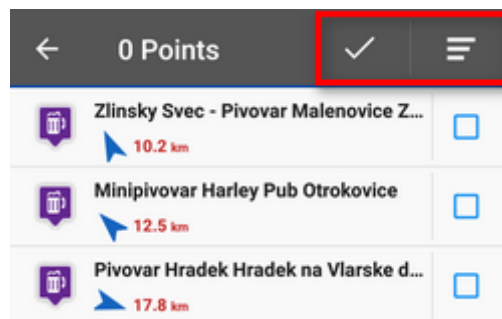 0 Points
Zlinsky Svec - Pivovar Malenovice Z...
10.2 km
Minipivovar Harley Pub Otrokovice
12.5 km
Pivovar Hradek Hradek na Vlarske d...
17.8 km